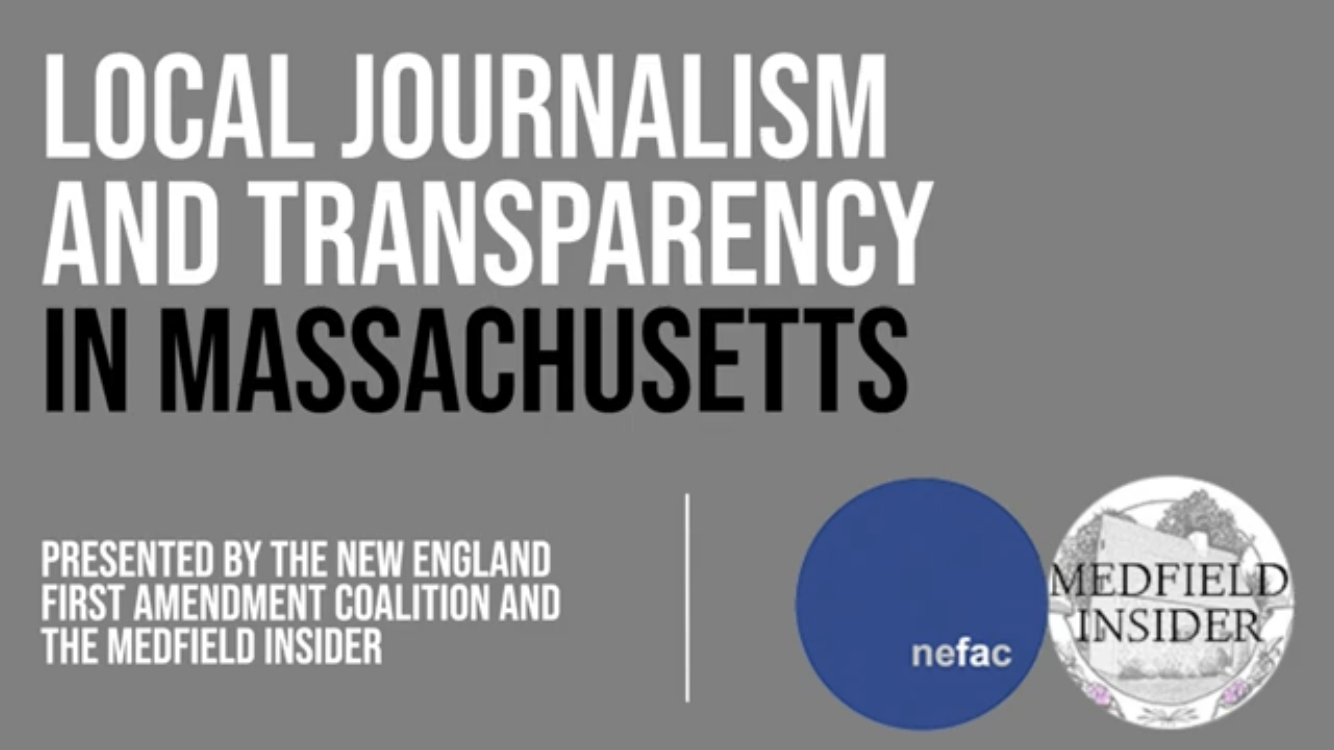 LOCAL JOURNALISM
AND TRANSPARENCY
IN MASSACHUSETTS
PRESENTED BY THE NEW ENGLAND
FIRST AMENDMENT COALITION AND
THE MEDFIELD INSIDER
nefac
MEDFIELD
INSIDER